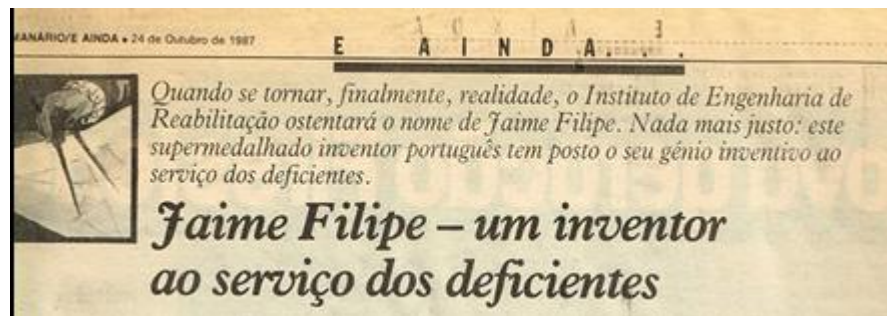 MANÁRIO/E AINDA • 24 de Outubro de 1987
E AINDA...
Quando se tornar, finalmente, realidade, o Instituto de Engenharia de
Reabilitação ostentará o nome de Jaime Filipe. Nada mais justo: este
supermedalhado inventor português tem posto o seu génio inventivo ao
serviço dos deficientes.
Jaime Filipe – um inventor
ao serviço dos deficientes